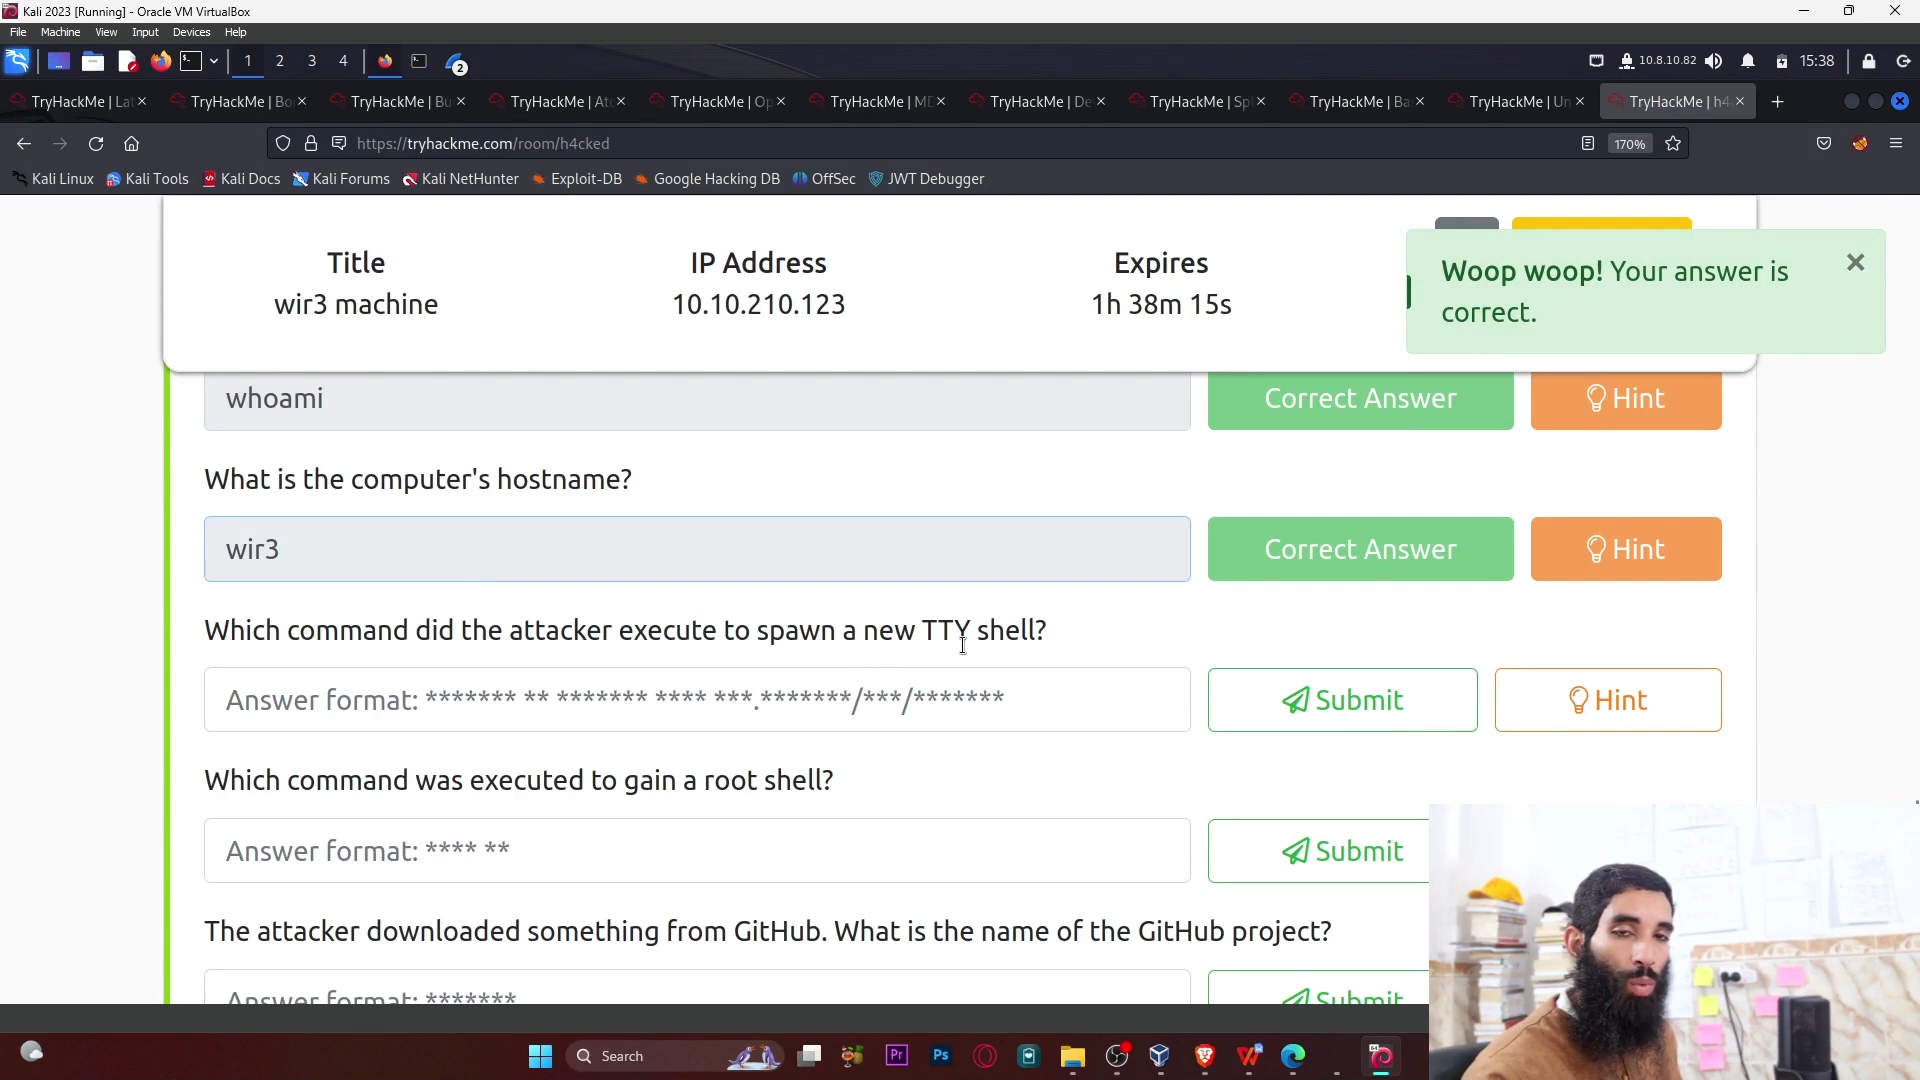 Kali 2023 [Running] - Oracle VM VirtualBox
File Machine View Input Devices Help
1 2 3 4 2 10.8.10.82 15:38
TryHackMe | Lat TryHackMe | Bo TryHackMe | Bu TryHackMe | Ato TryHackMe | Op TryHackMe | MD TryHackMe | De TryHackMe | Spl TryHackMe | Ba TryHackMe | Un TryHackMe | h4
https://tryhackme.com/room/h4cked 170%
Kali Linux Kali Tools Kali Docs Kali Forums Kali NetHunter Exploit-DB Google Hacking DB OffSec JWT Debugger
Title IP Address Expires
wir3 machine 10.10.210.123 1h 38m 15s
Woop woop! Your answer is
correct.
whoami Correct Answer Hint
What is the computer's hostname?
wir3 Correct Answer Hint
Which command did the attacker execute to spawn a new TTY shell?
Answer format: ******* ** ******* **** ***.*******/***/******* Submit Hint
Which command was executed to gain a root shell?
Answer format: **** ** Submit
The attacker downloaded something from GitHub. What is the name of the GitHub project?
Answer format: ******* Submit
Search Pr Ps